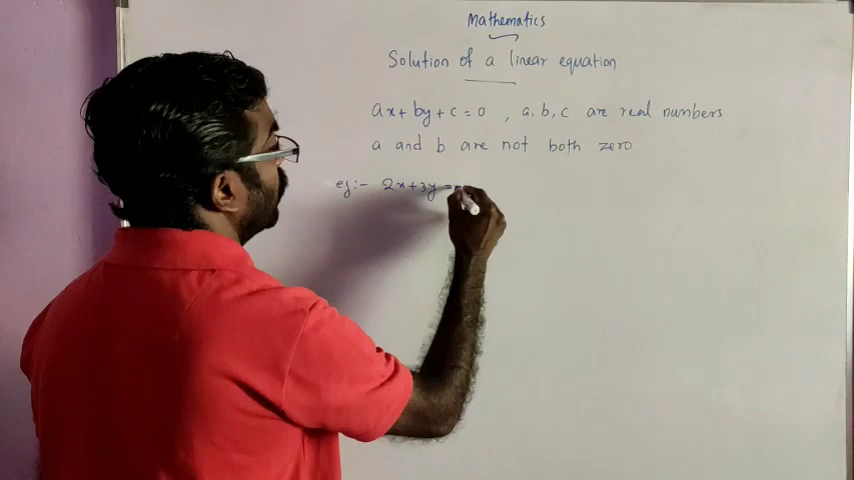 Mathematics
Solution of a linear equation
ax + by + c = 0 , a, b, c are real numbers
a and b are not both zero
eg :- 2x + 3y =